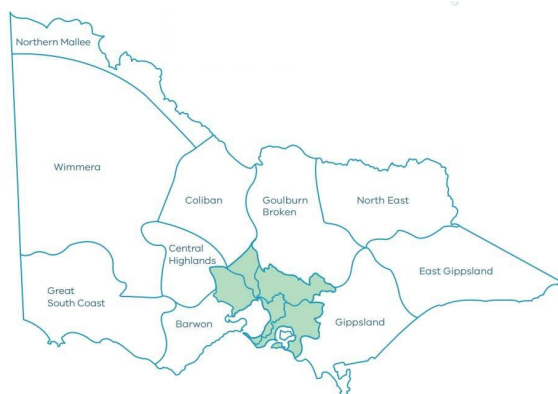 Northern Mallee
Wimmera
Coliban
Goulburn
Broken
North East
Central
Highlands
East Gippsland
Great
South Coast
Barwon
Gippsland